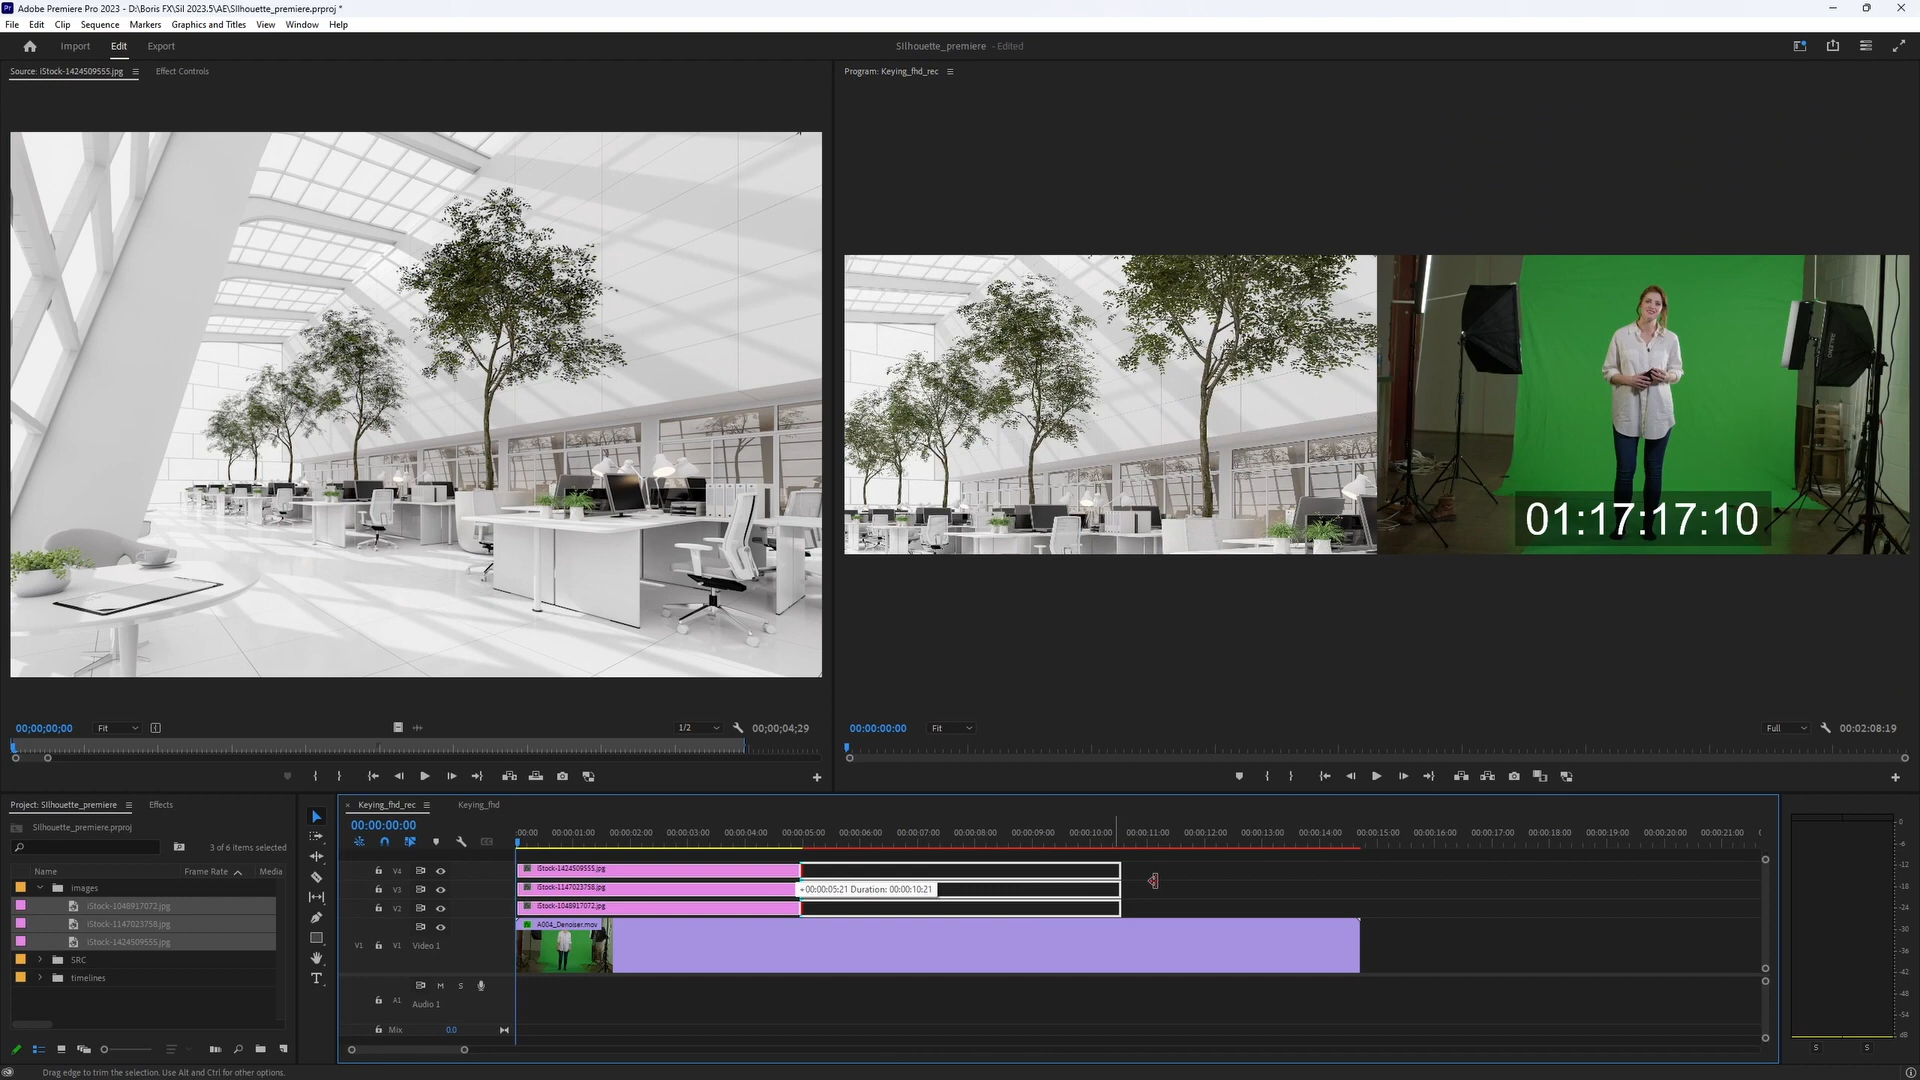 Adobe Premiere Pro 2023 - D:\Boris FX\Sil 2023.5\AE\SIlhouette_premiere.prproj *
File Edit Clip Sequence Markers Graphics and Titles View Window Help
Import Edit Export
SIlhouette_premiere - Edited
Source: iStock-1424509555.jpg
Effect Controls
Program: Keying_fhd_rec
01:17:17:10
00;00;00;00
Fit
1/2
00;00;04;29
00:00:00:00
Fit
Full
00:02:08:19
Project: SIlhouette_premiere
Effects
SIlhouette_premiere.prproj
3 of 6 items selected
Name Frame Rate Media
images
iStock-1048917072.jpg
iStock-1147023758.jpg
iStock-1424509555.jpg
SRC
timelines
Keying_fhd_rec
Keying_fhd
00:00:00:00
:00:00 00:00:01:00 00:00:02:00 00:00:03:00 00:00:04:00 00:00:05:00 00:00:06:00 00:00:07:00 00:00:08:00 00:00:09:00 00:00:10:00 00:00:11:00 00:00:12:00 00:00:13:00 00:00:14:00 00:00:15:00 00:00:16:00 00:00:17:00 00:00:18:00 00:00:19:00 00:00:20:00 00:00:21:00
V4
iStock-1424509555.jpg
V3
iStock-1147023758.jpg
+00:00:05:21 Duration: 00:00:10:21
V2
iStock-1048917072.jpg
A004_Denoiser.mov
V1 V1 Video 1
M S
A1
Audio 1
Mix 0.0
0
-6
-12
-18
-24
-30
-36
-42
-48
-54
dB
S S
Drag edge to trim the selection. Use Alt and Ctrl for other options.